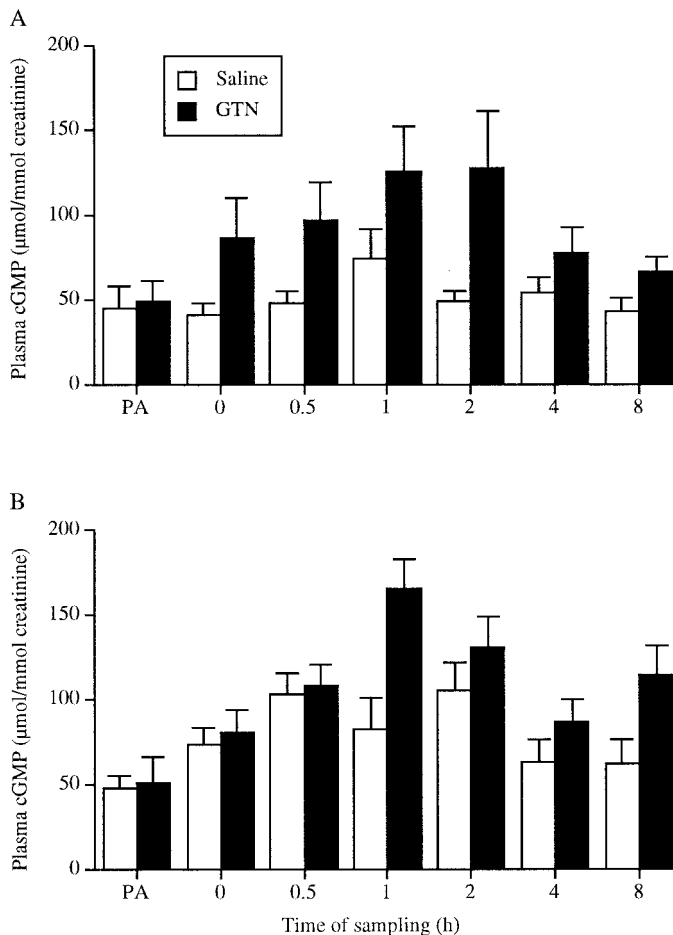 A
200
150
100
50
0
Plasma cGMP (µmol/mmol creatinine)
Saline
GTN
PA 0 0.5 1 2 4 8
B
200
150
100
50
0
Plasma cGMP (µmol/mmol creatinine)
PA 0 0.5 1 2 4 8
Time of sampling (h)